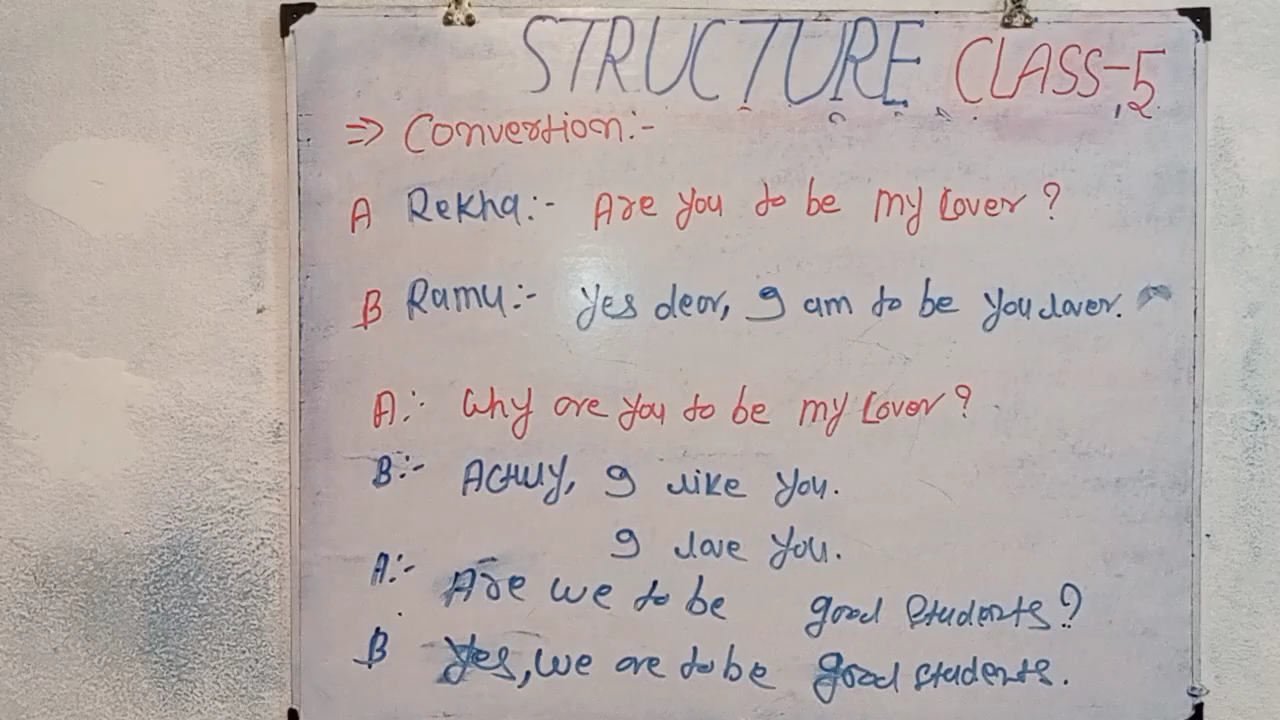 STRUCTURE CLASS-5
⇒ Convertion:-
A Rekha:- Are you to be my Lover?
B Ramu:- Yes dear, I am to be you lover.
A:- Why are you to be my Lover?
B:- Actully, I like you.
I love you.
A:- Are we to be good students?
B Yes, we are to be good students.